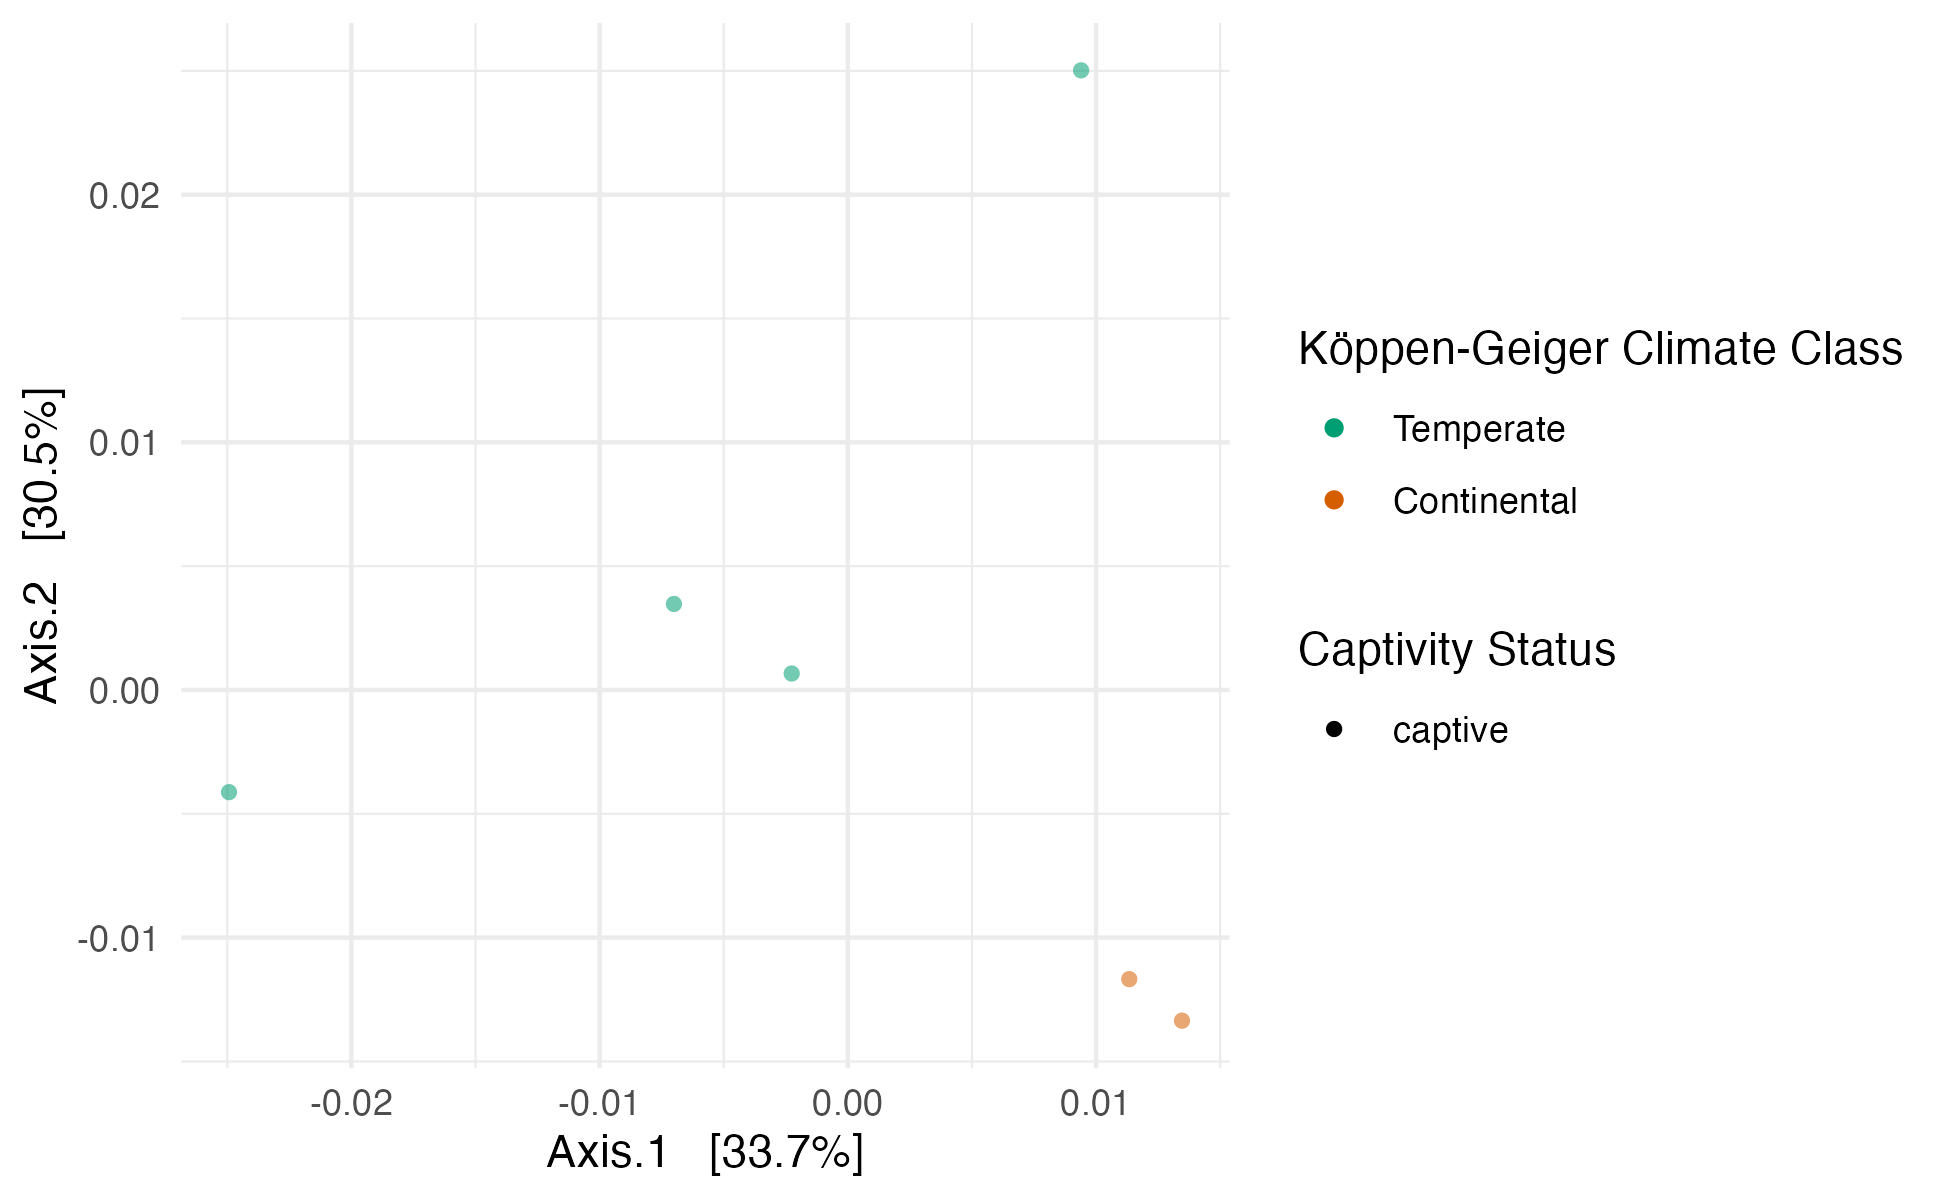 0.02
0.01
0.00
-0.01
Axis.2 [30.5%]
-0.02
-0.01
0.00
0.01
Axis.1 [33.7%]
Köppen-Geiger Climate Class
Temperate
Continental
Captivity Status
captive